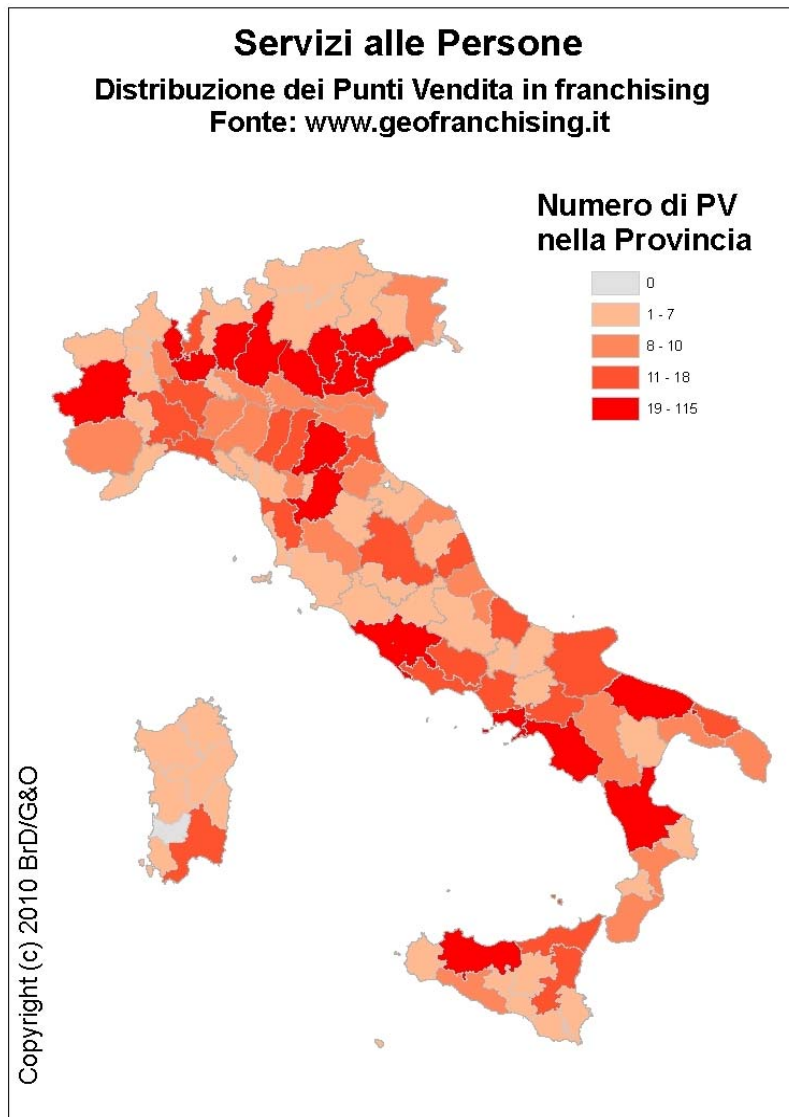 Servizi alle Persone
Distribuzione dei Punti Vendita in franchising
Fonte: www.geofranchising.it
Numero di PV
nella Provincia
0
1 - 7
8 - 10
11 - 18
19 - 115
Copyright (c) 2010 BrD/G&O